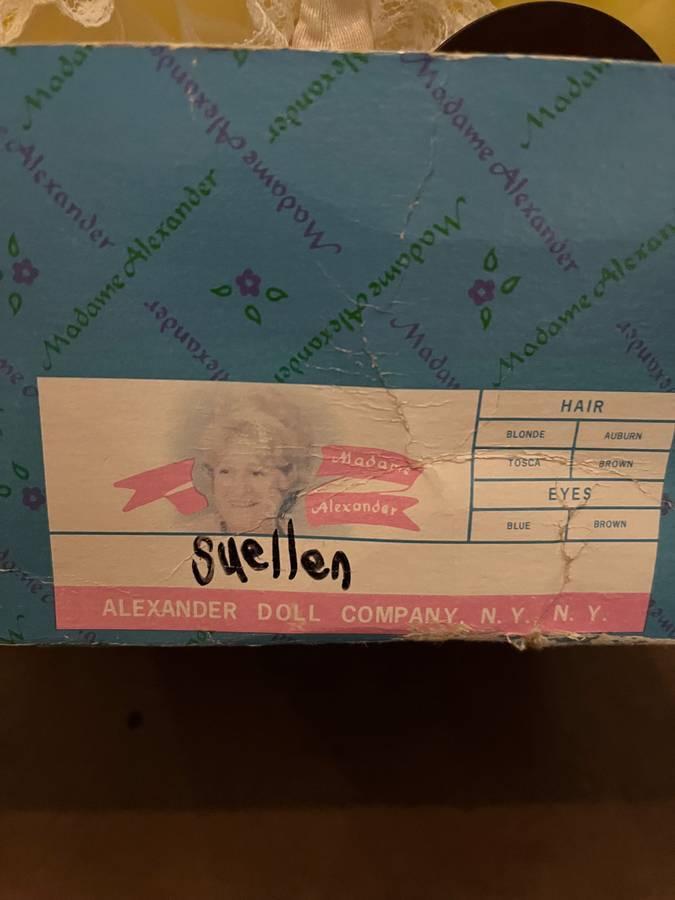 Madame Alexander
Madame Alexander
Madame Alexander
Madame Alexander
Madame Alexander
Madame
Alexander
HAIR
BLONDE AUBURN
TOSCA BROWN
EYES
BLUE BROWN
Suellen
ALEXANDER DOLL COMPANY, N. Y., N. Y.